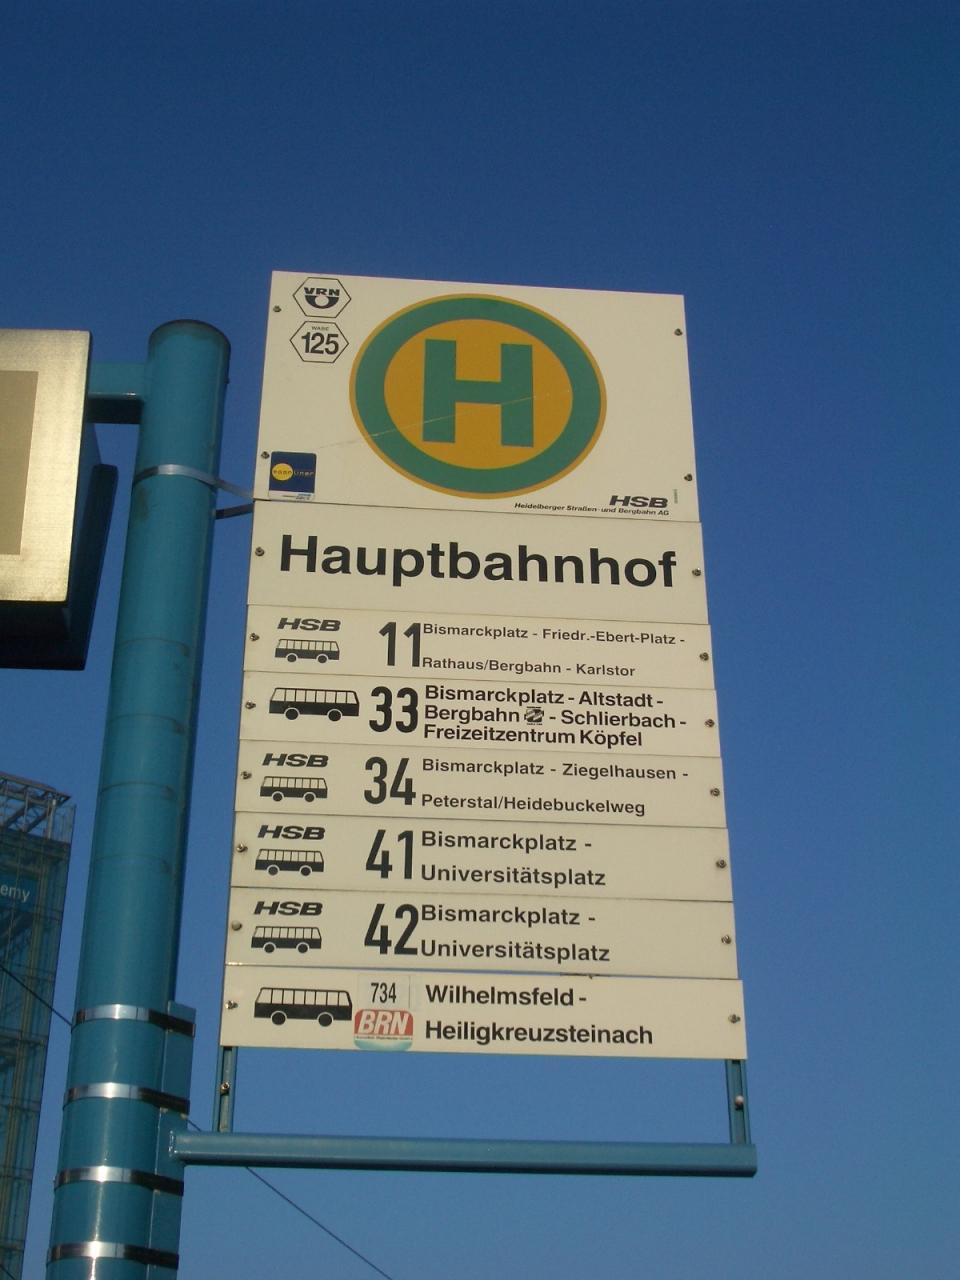 VRN
WABE
125
H
HSB
Heidelberger Straßen- und Bergbahn AG
Hauptbahnhof
HSB
11
Bismarckplatz - Friedr.-Ebert-Platz -
Rathaus/Bergbahn - Karlstor
33
Bismarckplatz - Altstadt -
Bergbahn - Schlierbach -
Freizeitzentrum Köpfel
HSB
34
Bismarckplatz - Ziegelhausen -
Peterstal/Heidebuckelweg
HSB
41
Bismarckplatz -
Universitätsplatz
HSB
42
Bismarckplatz -
Universitätsplatz
734
BRN
Wilhelmsfeld -
Heiligkreuzsteinach
emy